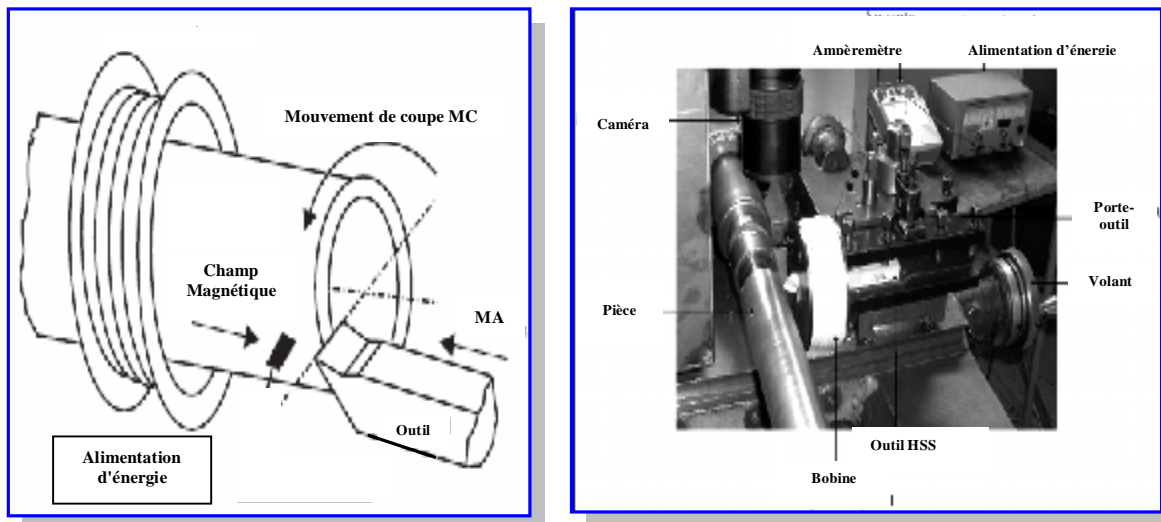 Mouvement de coupe MC
Champ
Magnétique
MA
Outil
Alimentation
d'énergie
Ampèremètre
Alimentation d'énergie
Caméra
Porte-
outil
Volant
Pièce
Outil HSS
Bobine